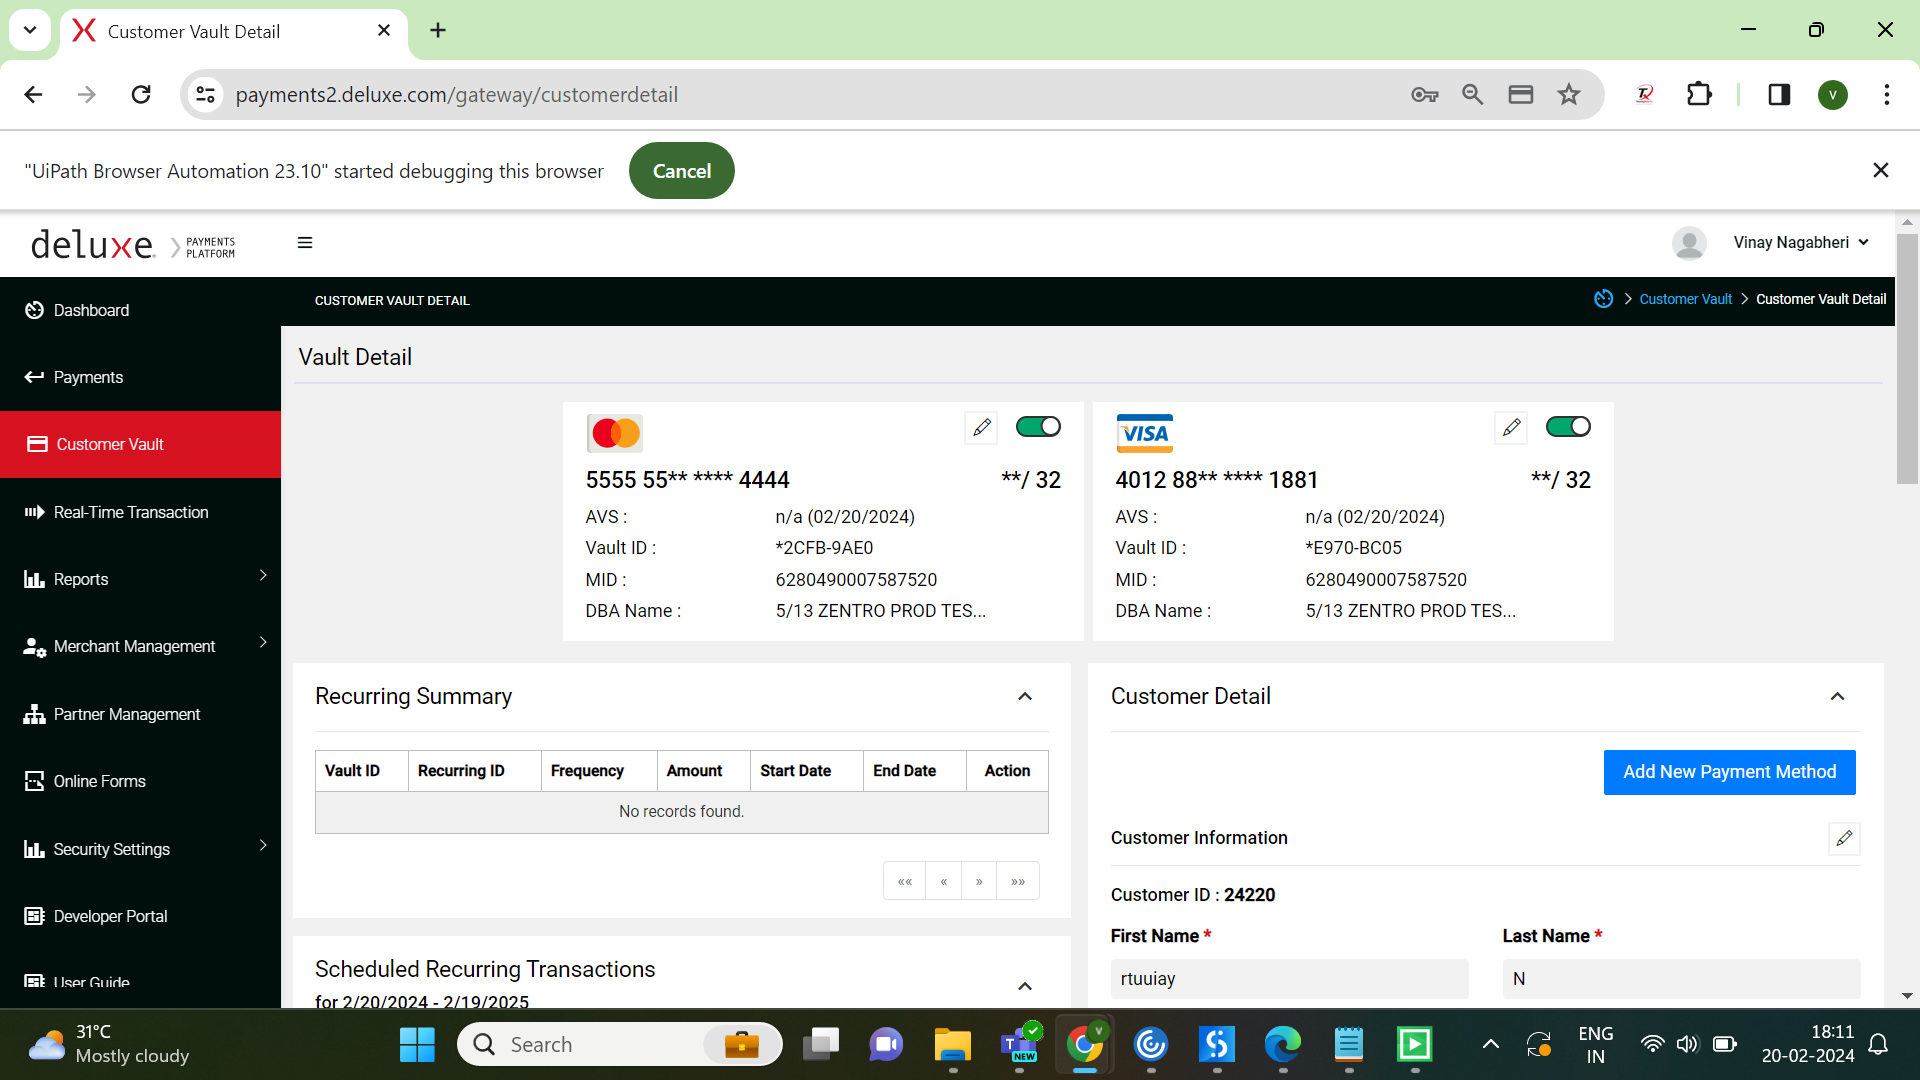 Customer Vault Detail
payments2.deluxe.com/gateway/customerdetail
V
"UiPath Browser Automation 23.10" started debugging this browser
Cancel
deluxe. PAYMENTS PLATFORM
Vinay Nagabheri
CUSTOMER VAULT DETAIL
Customer Vault
Customer Vault Detail
Dashboard
Payments
Customer Vault
Real-Time Transaction
Reports
Merchant Management
Partner Management
Online Forms
Security Settings
Developer Portal
User Guide
Vault Detail
5555 55** **** 4444 **/ 32
AVS : n/a (02/20/2024)
Vault ID : *2CFB-9AE0
MID : 6280490007587520
DBA Name : 5/13 ZENTRO PROD TES...
VISA
4012 88** **** 1881 **/ 32
AVS : n/a (02/20/2024)
Vault ID : *E970-BC05
MID : 6280490007587520
DBA Name : 5/13 ZENTRO PROD TES...
Recurring Summary
Vault ID Recurring ID Frequency Amount Start Date End Date Action
No records found.
«« « » »»
Scheduled Recurring Transactions
for 2/20/2024 - 2/19/2025
Customer Detail
Add New Payment Method
Customer Information
Customer ID : 24220
First Name * Last Name *
rtuuiay N
31°C
Mostly cloudy
Search
T
NEW
V
ENG
IN
18:11
20-02-2024